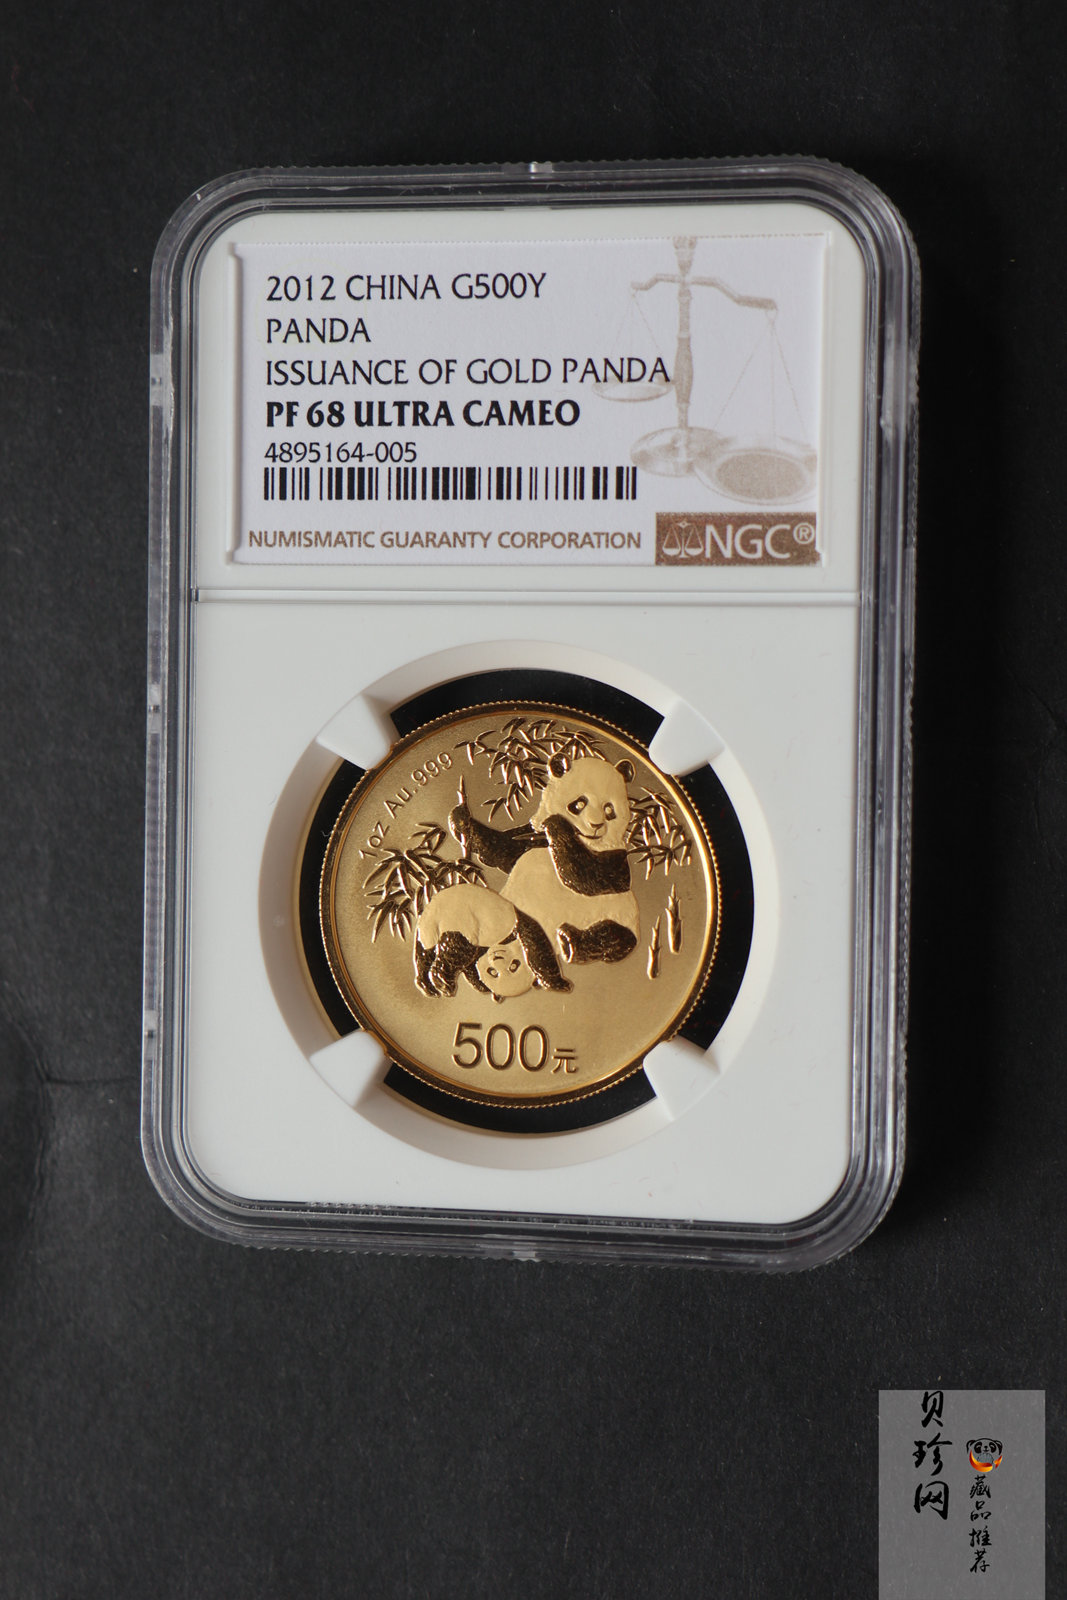 2012 CHINA G500Y
PANDA
ISSUANCE OF GOLD PANDA
PF 68 ULTRA CAMEO
4895164-005
NUMISMATIC GUARANTY CORPORATION
NGC®
1oz Au.999
500元
贝珍网
藏品推荐